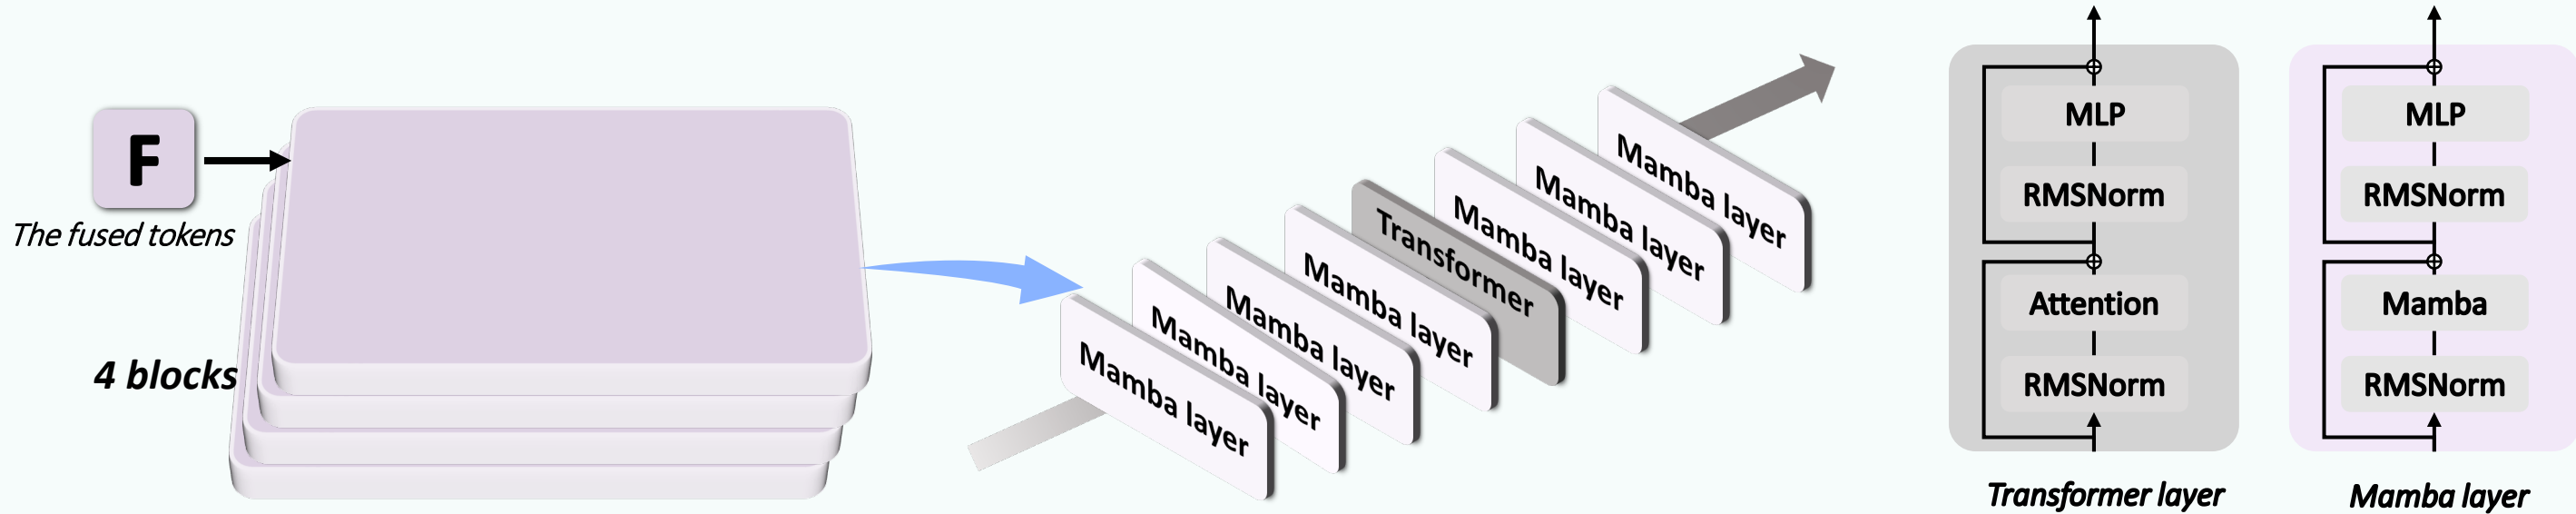 F
The fused tokens
4 blocks
Mamba layer
Mamba layer
Mamba layer
Mamba layer
Transformer
Mamba layer
Mamba layer
Mamba layer
MLP
RMSNorm
Attention
RMSNorm
Transformer layer
MLP
RMSNorm
Mamba
RMSNorm
Mamba layer